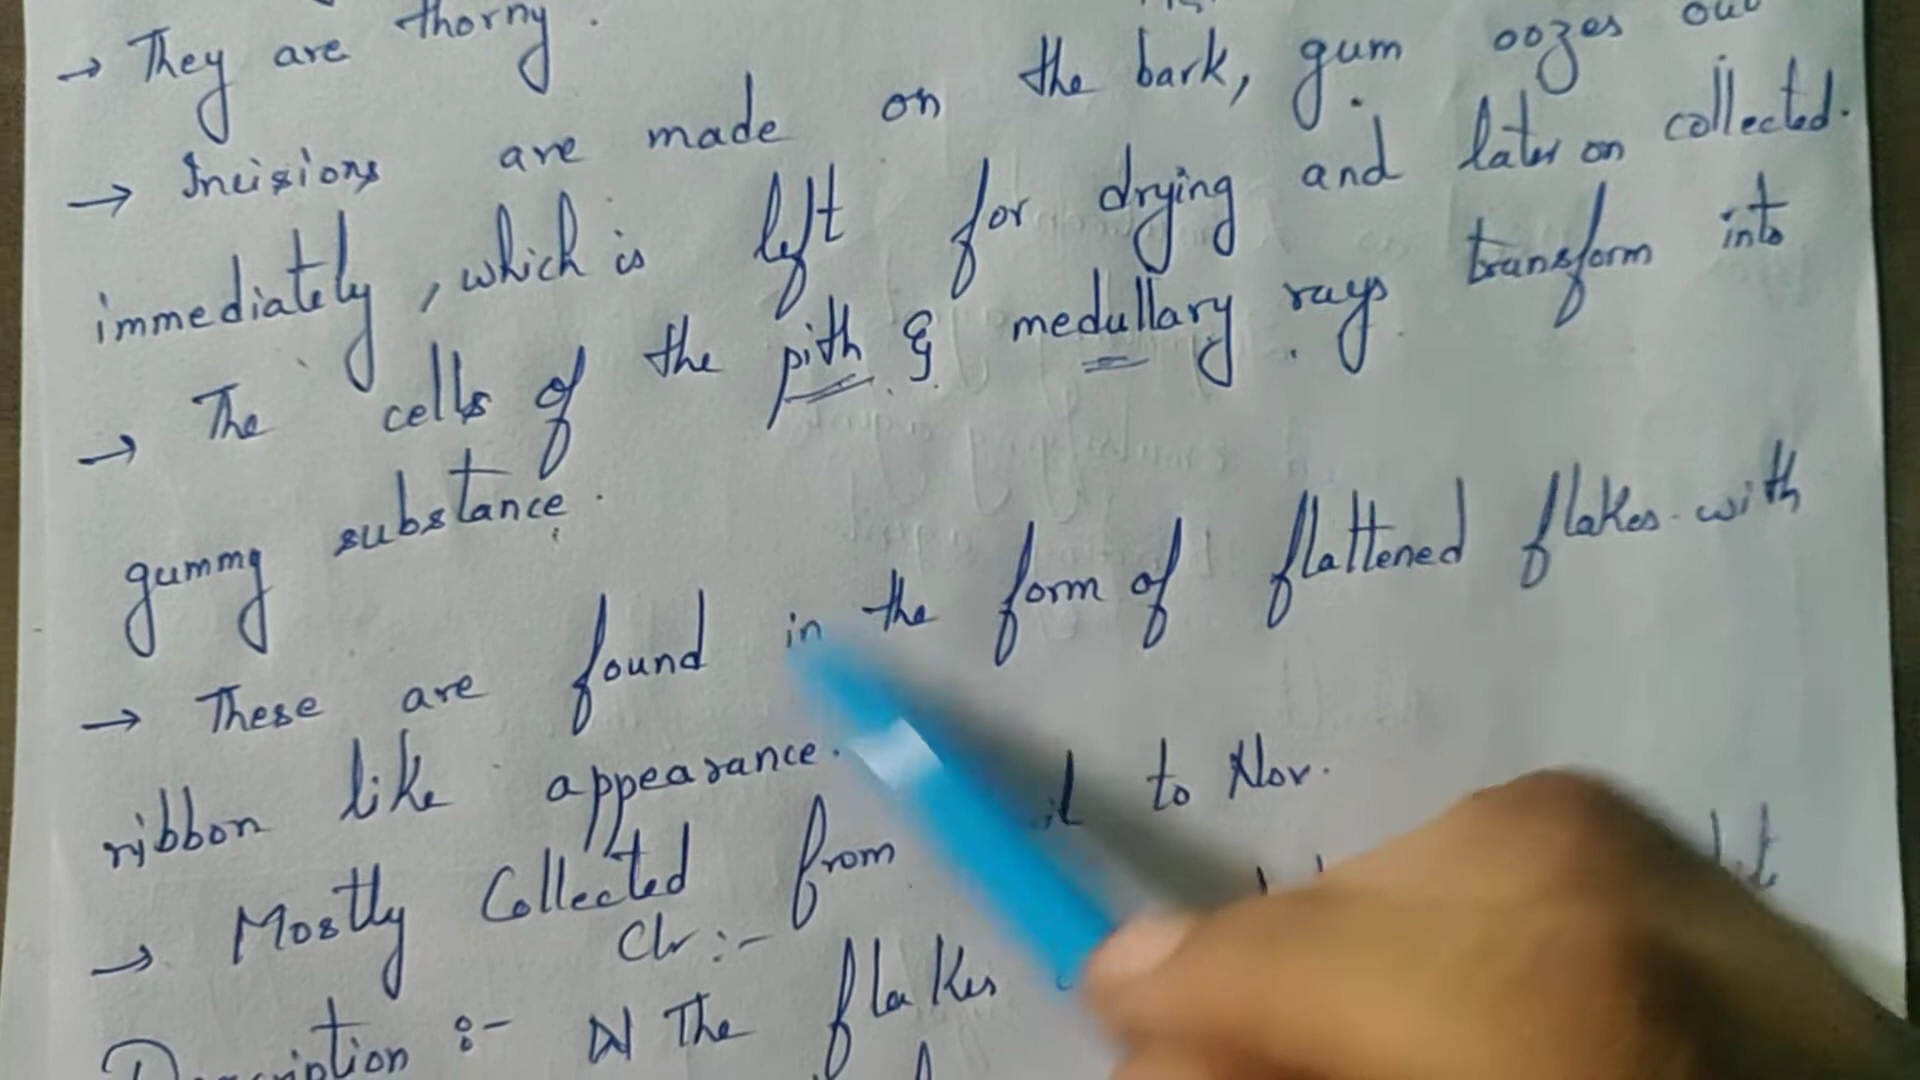 → They are thorny.
→ Incisions are made on the bark, gum oozes out
immediately, which is left for drying and later on collected.
→ The cells of the pith & medullary rays transform into
gummy substance.
→ These are found in the form of flattened flakes with
ribbon like appearance.
→ Mostly Collected from to Nov.
Clr :-
:- The flakes